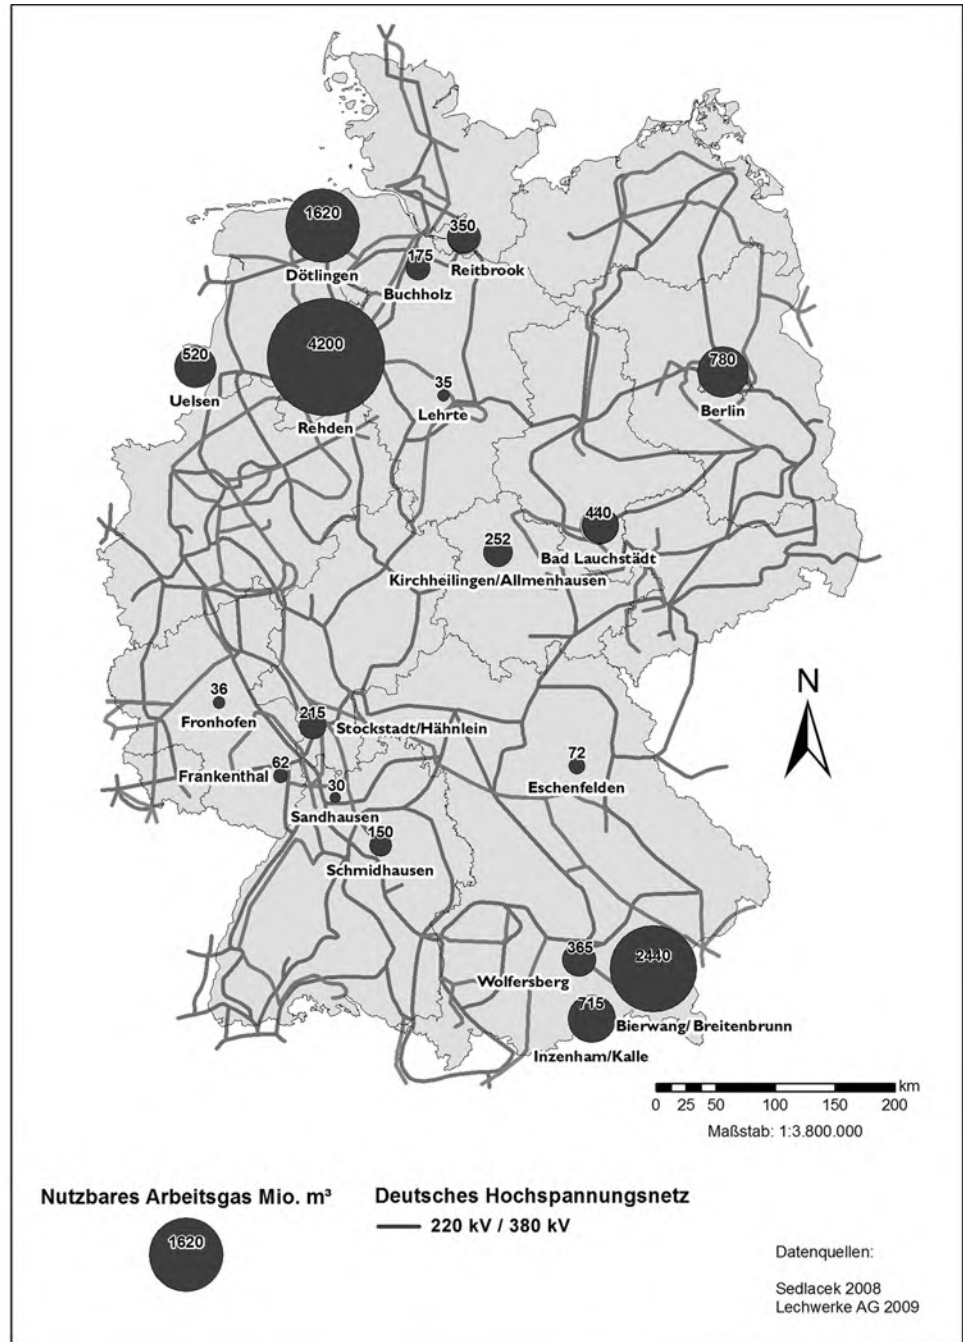 1620
350
Reitbrook
175
Dötlingen
Buchholz
4200
520
780
35
Uelsen
Lehrte
Berlin
Rehden
440
252
Bad Lauchstädt
Kirchheilingen/Allmenhausen
N
36
215
Fronhofen
Stockstadt/Hähnlein
72
62
Frankenthal
30
Eschenfelden
Sandhausen
150
Schmidhausen
365
2440
Wolfersberg
715
Bierwang/ Breitenbrunn
Inzenham/Kalle
km
0 25 50 100 150 200
Maßstab: 1:3.800.000
Nutzbares Arbeitsgas Mio. m³
Deutsches Hochspannungsnetz
220 kV / 380 kV
1620
Datenquellen:
Sedlacek 2008
Lechwerke AG 2009